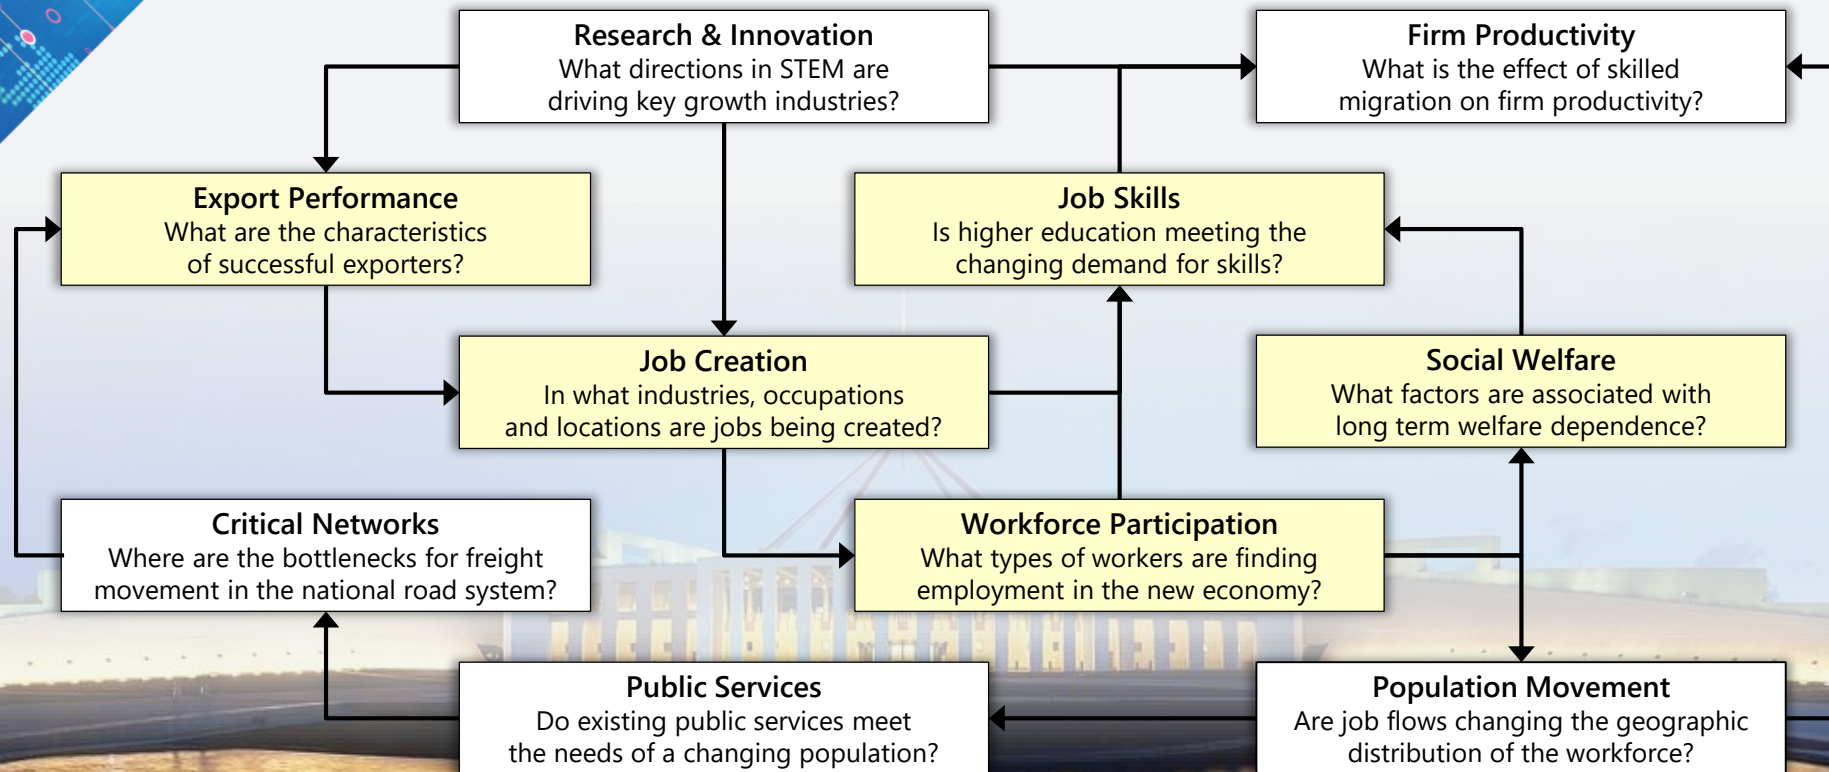 Research & Innovation
What directions in STEM are
driving key growth industries?
Firm Productivity
What is the effect of skilled
migration on firm productivity?
Export Performance
What are the characteristics
of successful exporters?
Job Skills
Is higher education meeting the
changing demand for skills?
Job Creation
In what industries, occupations
and locations are jobs being created?
Social Welfare
What factors are associated with
long term welfare dependence?
Critical Networks
Where are the bottlenecks for freight
movement in the national road system?
Workforce Participation
What types of workers are finding
employment in the new economy?
Public Services
Do existing public services meet
the needs of a changing population?
Population Movement
Are job flows changing the geographic
distribution of the workforce?